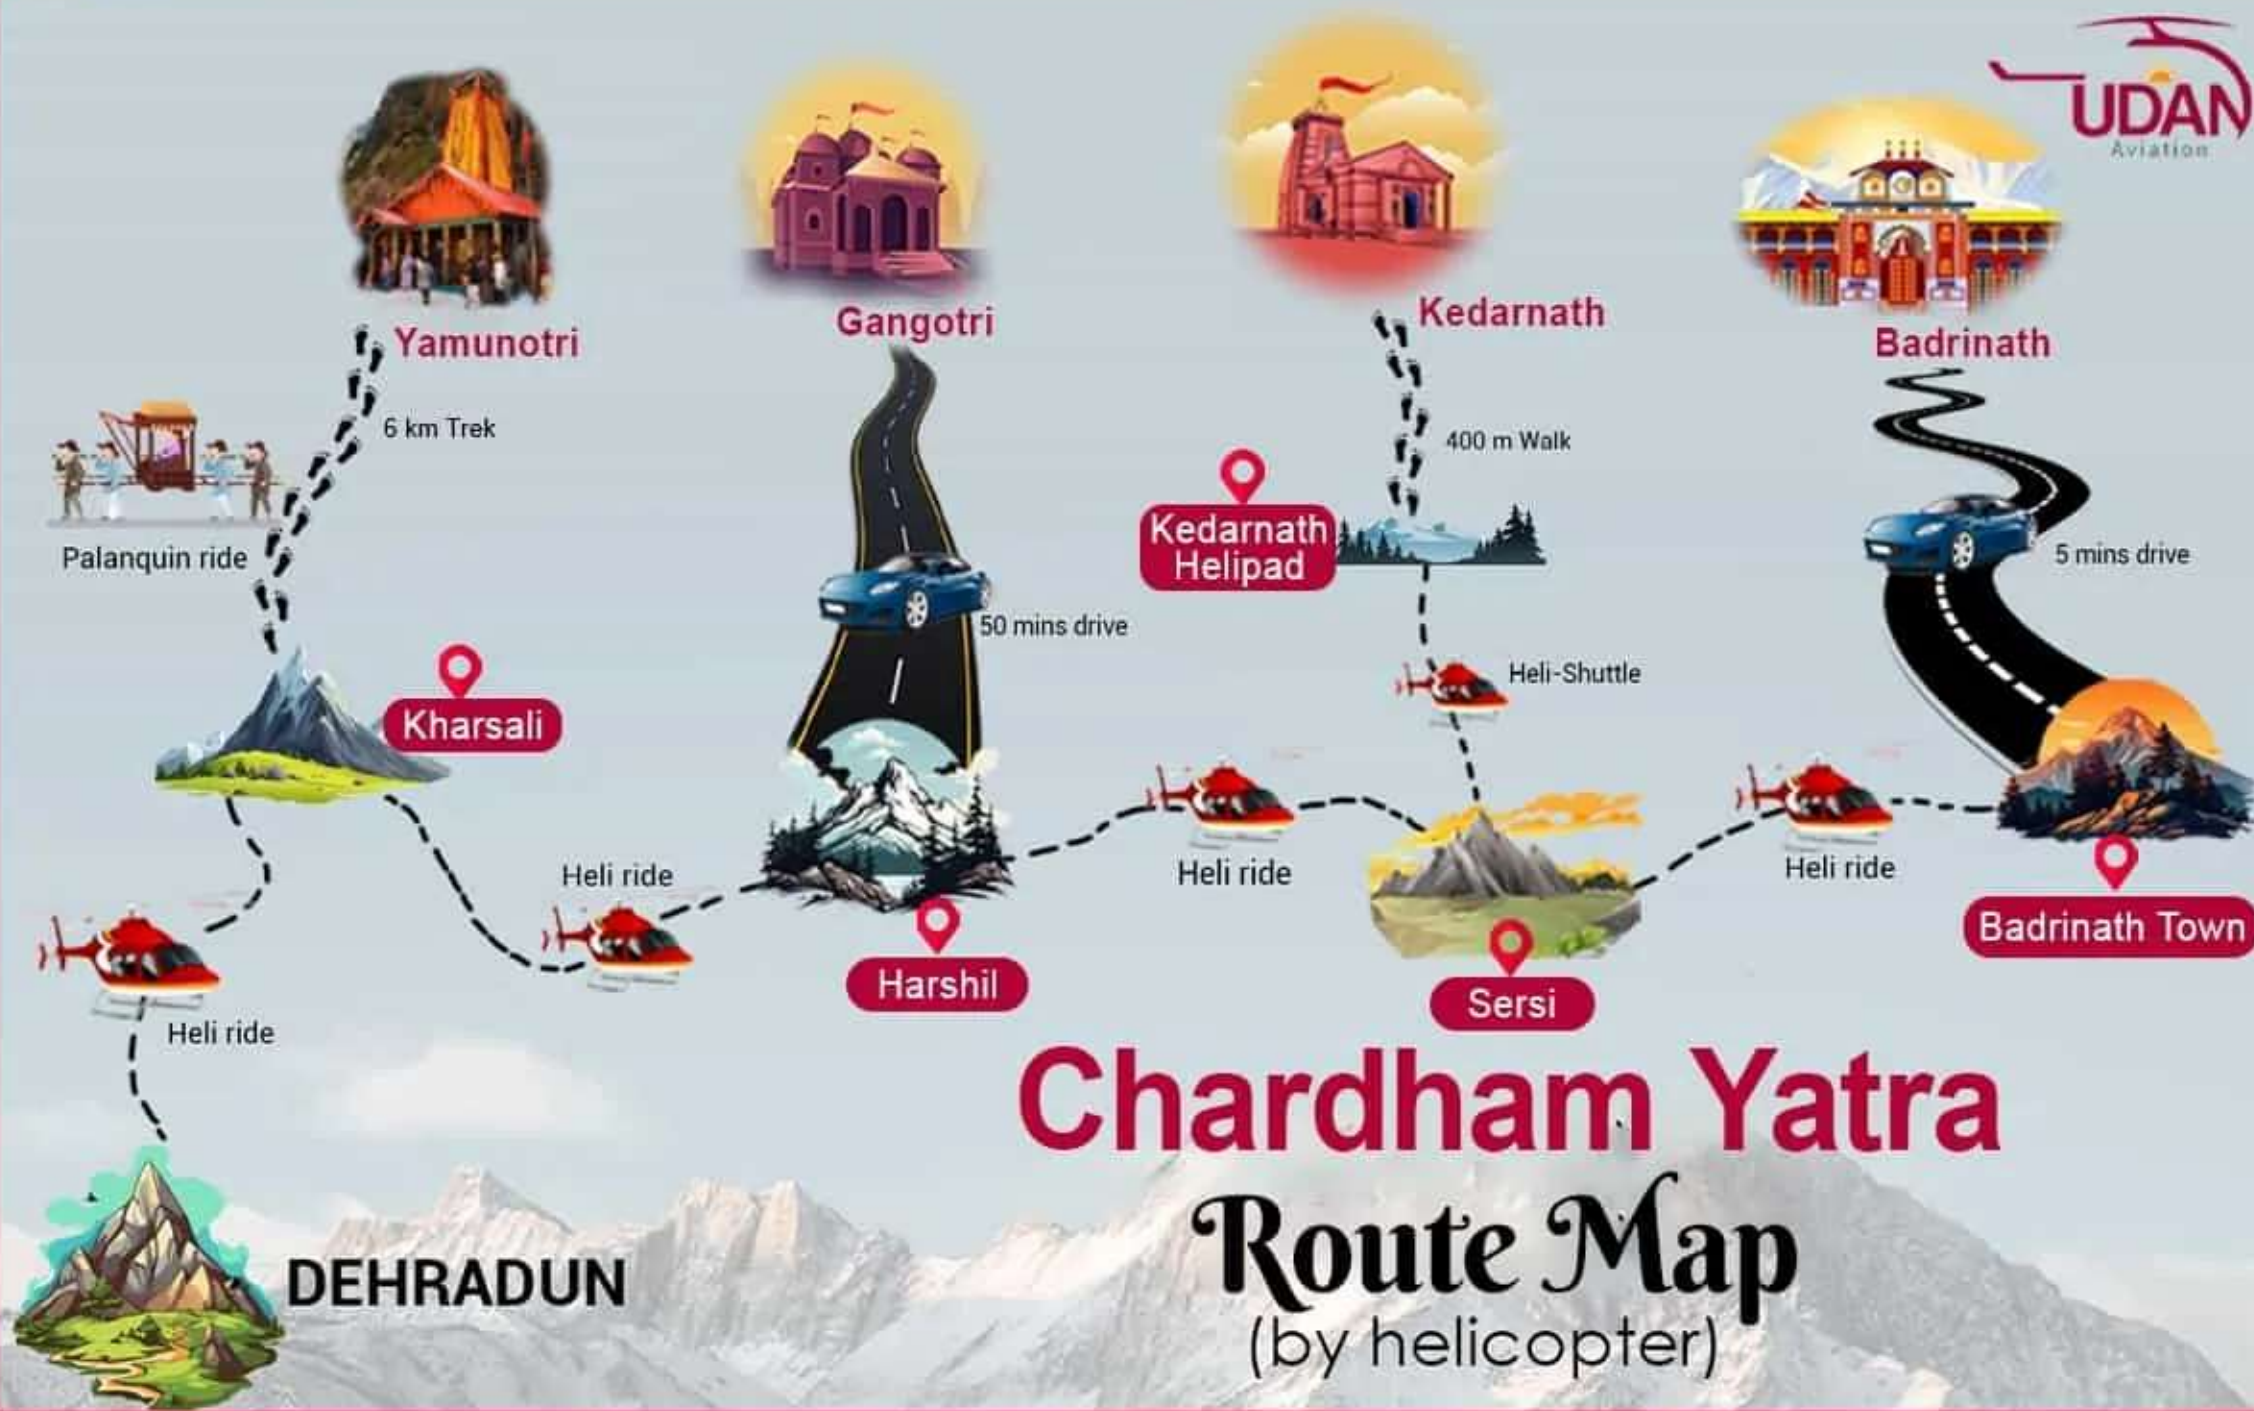 UDAN
Aviation
Yamunotri
Gangotri
Kedarnath
Badrinath
6 km Trek
Palanquin ride
400 m Walk
Kedarnath
Helipad
5 mins drive
50 mins drive
Heli-Shuttle
Kharsali
Heli ride
Heli ride
Heli ride
Heli ride
Harshil
Sersi
Badrinath Town
DEHRADUN
Chardham Yatra
Route Map
(by helicopter)